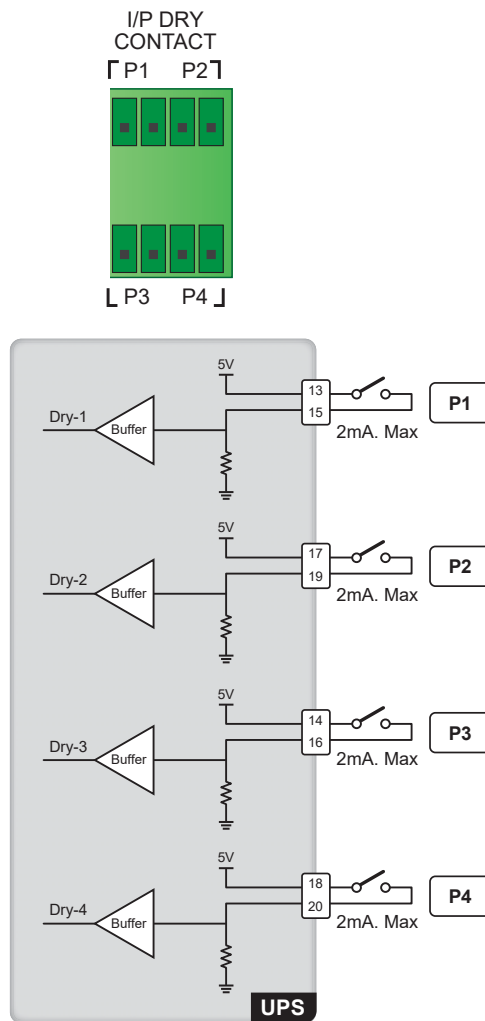 I/P DRY
CONTACT
P1 P2
P3 P4
5V
13
Dry-1
Buffer
15
2mA. Max
P1
5V
17
Dry-2
Buffer
19
2mA. Max
P2
5V
14
Dry-3
Buffer
16
2mA. Max
P3
5V
18
Dry-4
Buffer
20
2mA. Max
P4
UPS